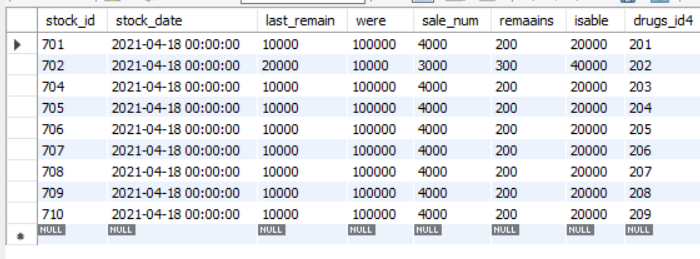 stock_id stock_date last_remain were sale_num remaains isable drugs_id4
701 2021-04-18 00:00:00 10000 100000 4000 200 20000 201
702 2021-04-18 00:00:00 20000 10000 3000 300 40000 202
704 2021-04-18 00:00:00 10000 100000 4000 200 20000 203
705 2021-04-18 00:00:00 10000 100000 4000 200 20000 204
706 2021-04-18 00:00:00 10000 100000 4000 200 20000 205
707 2021-04-18 00:00:00 10000 100000 4000 200 20000 206
708 2021-04-18 00:00:00 10000 100000 4000 200 20000 207
709 2021-04-18 00:00:00 10000 100000 4000 200 20000 208
710 2021-04-18 00:00:00 10000 100000 4000 200 20000 209
NULL NULL NULL NULL NULL NULL NULL NULL